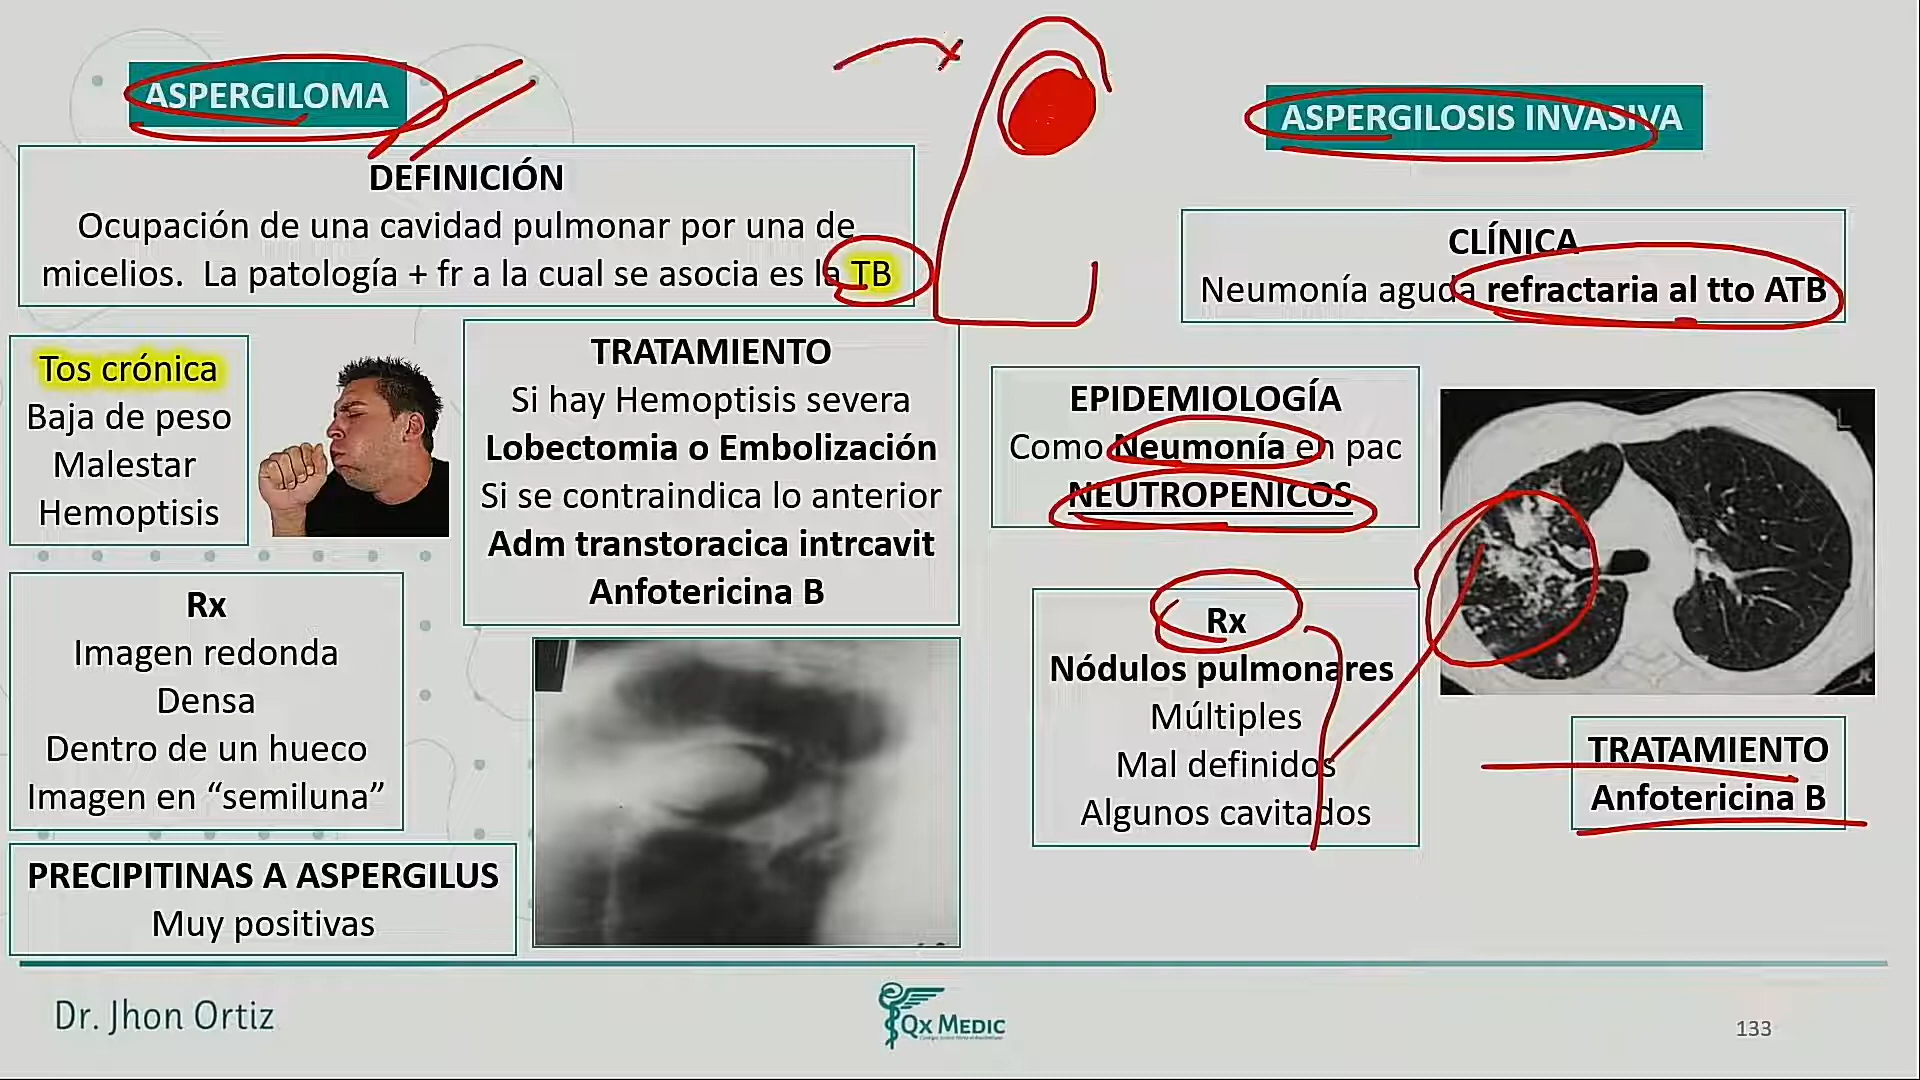 ASPERGILOMA
DEFINICIÓN
Ocupación de una cavidad pulmonar por una de
micelios. La patología + fr a la cual se asocia es la TB
Tos crónica
Baja de peso
Malestar
Hemoptisis
TRATAMIENTO
Si hay Hemoptisis severa
Lobectomia o Embolización
Si se contraindica lo anterior
Adm transtoracica intrcavit
Anfotericina B
Rx
Imagen redonda
Densa
Dentro de un hueco
Imagen en “semiluna”
PRECIPITINAS A ASPERGILUS
Muy positivas
ASPERGILOSIS INVASIVA
CLÍNICA
Neumonía aguda refractaria al tto ATB
EPIDEMIOLOGÍA
Como Neumonía en pac
NEUTROPENICOS
Rx
Nódulos pulmonares
Múltiples
Mal definidos
Algunos cavitados
L
TRATAMIENTO
Anfotericina B
Dr. Jhon Ortiz
QX MEDIC
133